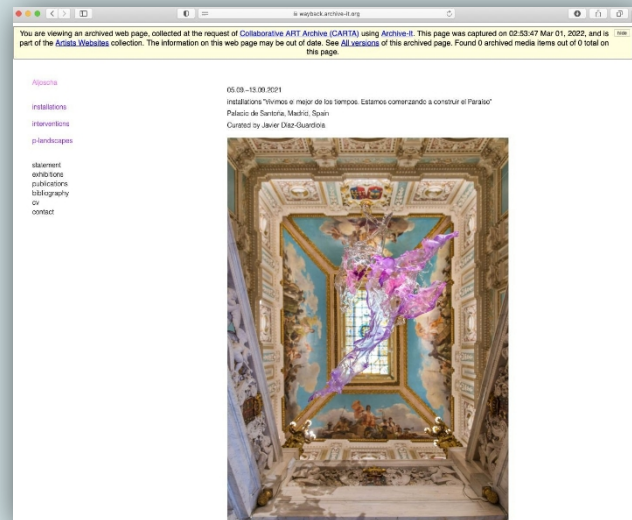 wayback.archive-it.org
You are viewing an archived web page, collected at the request of Collaborative ART Archive (CARTA) using Archive-It. This page was captured on 02:53:47 Mar 01, 2022, and is
part of the Artists Websites collection. The information on this web page may be out of date. See All versions of this archived page. Found 0 archived media items out of 0 total on
this page.
hide
Aljoscha
installations
interventions
p-landscapes
statement
exhibitions
publications
bibliography
cv
contact
05.09.–13.09.2021
installations "Vivimos el mejor de los tiempos. Estamos comenzando a construir el Paraíso"
Palacio de Santoña, Madrid, Spain
Curated by Javier Díaz-Guardiola